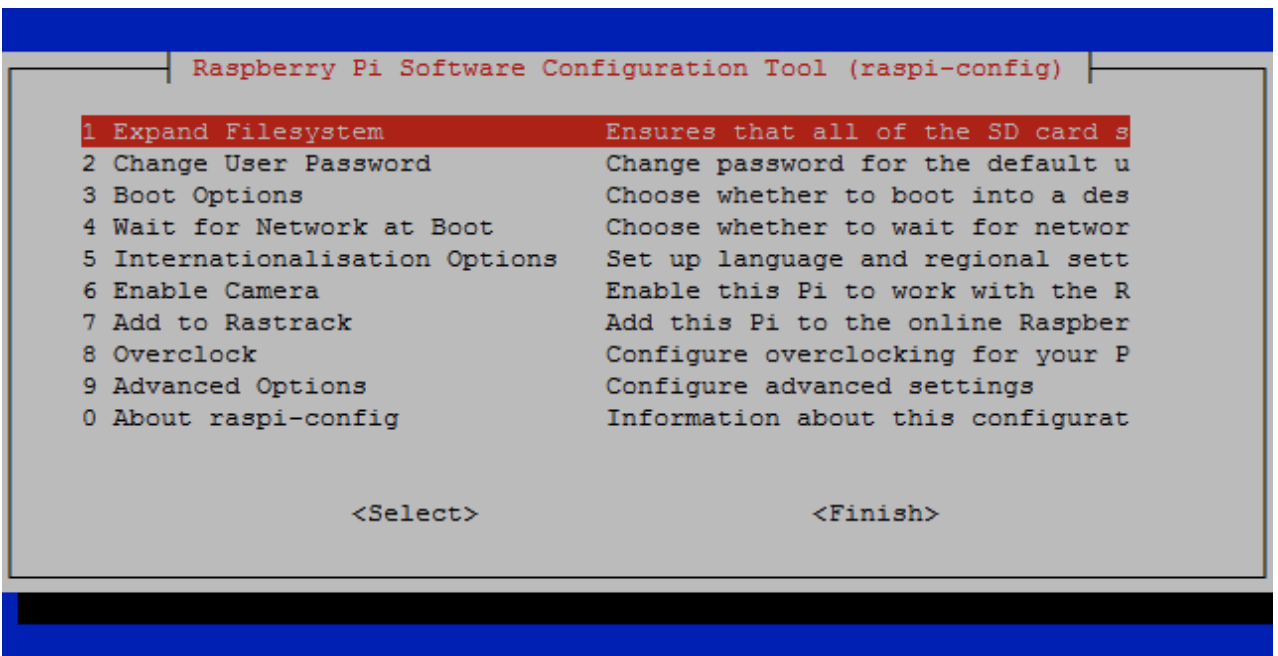 Raspberry Pi Software Configuration Tool (raspi-config)
1 Expand Filesystem Ensures that all of the SD card s
2 Change User Password Change password for the default u
3 Boot Options Choose whether to boot into a des
4 Wait for Network at Boot Choose whether to wait for networ
5 Internationalisation Options Set up language and regional sett
6 Enable Camera Enable this Pi to work with the R
7 Add to Rastrack Add this Pi to the online Raspber
8 Overclock Configure overclocking for your P
9 Advanced Options Configure advanced settings
0 About raspi-config Information about this configurat
<Select> <Finish>